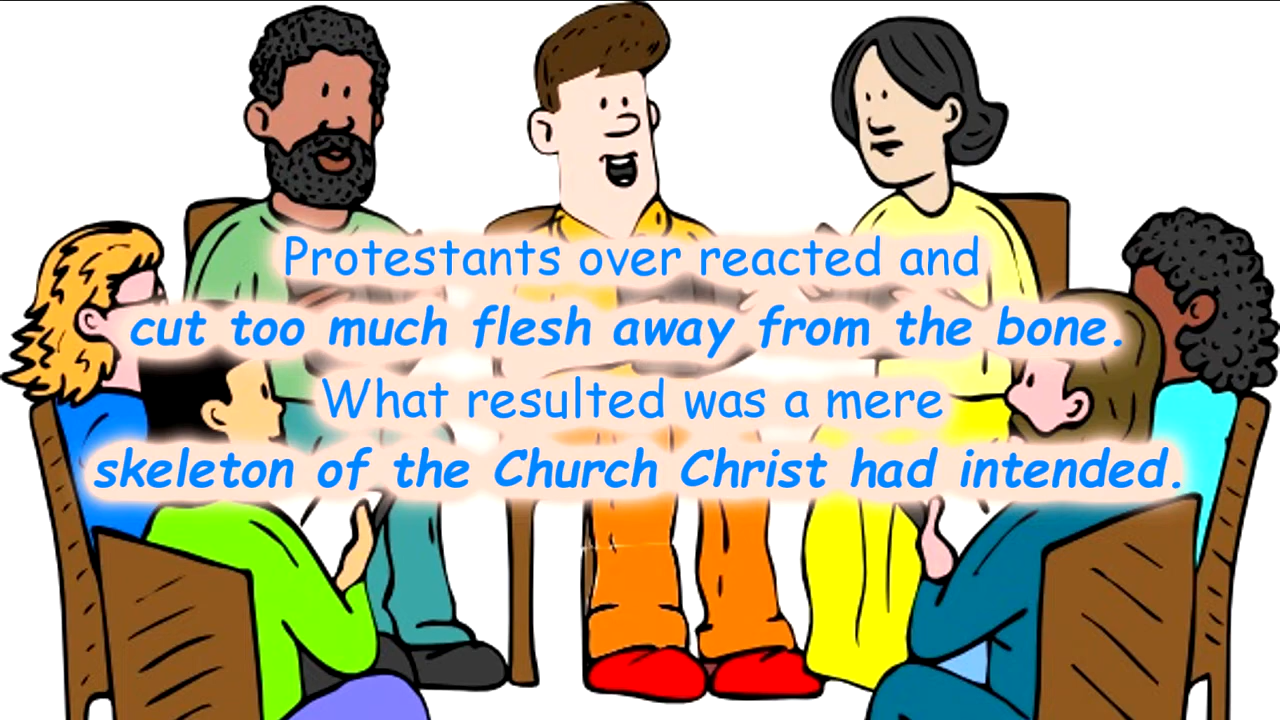 Protestants over reacted and
cut too much flesh away from the bone.
What resulted was a mere
skeleton of the Church Christ had intended.